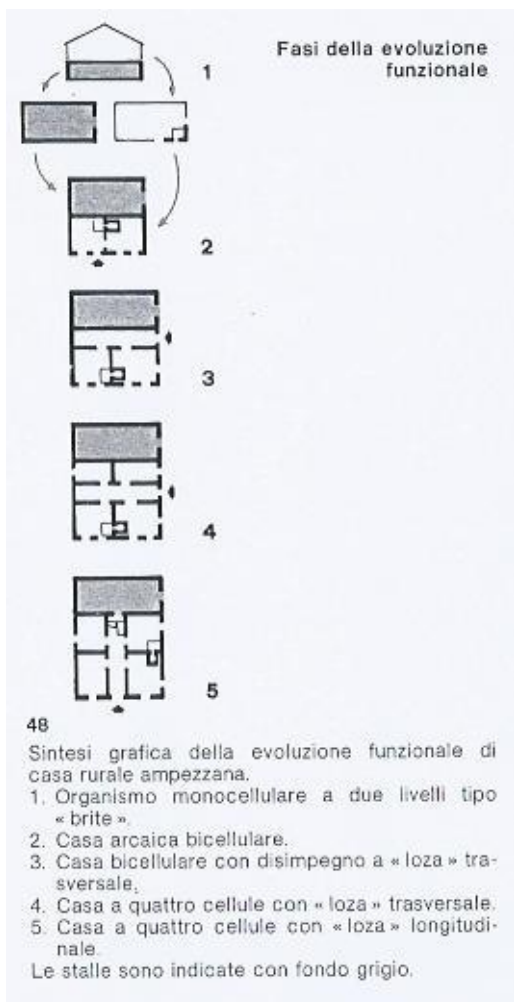 Fasi della evoluzione
funzionale
1
2
3
4
5
48
Sintesi grafica della evoluzione funzionale di
casa rurale ampezzana.
1. Organismo monocellulare a due livelli tipo
« brite ».
2. Casa arcaica bicellulare.
3. Casa bicellulare con disimpegno a « loza » tra-
sversale.
4. Casa a quattro cellule con « loza » trasversale.
5. Casa a quattro cellule con « loza » longitudi-
nale.
Le stalle sono indicate con fondo grigio.